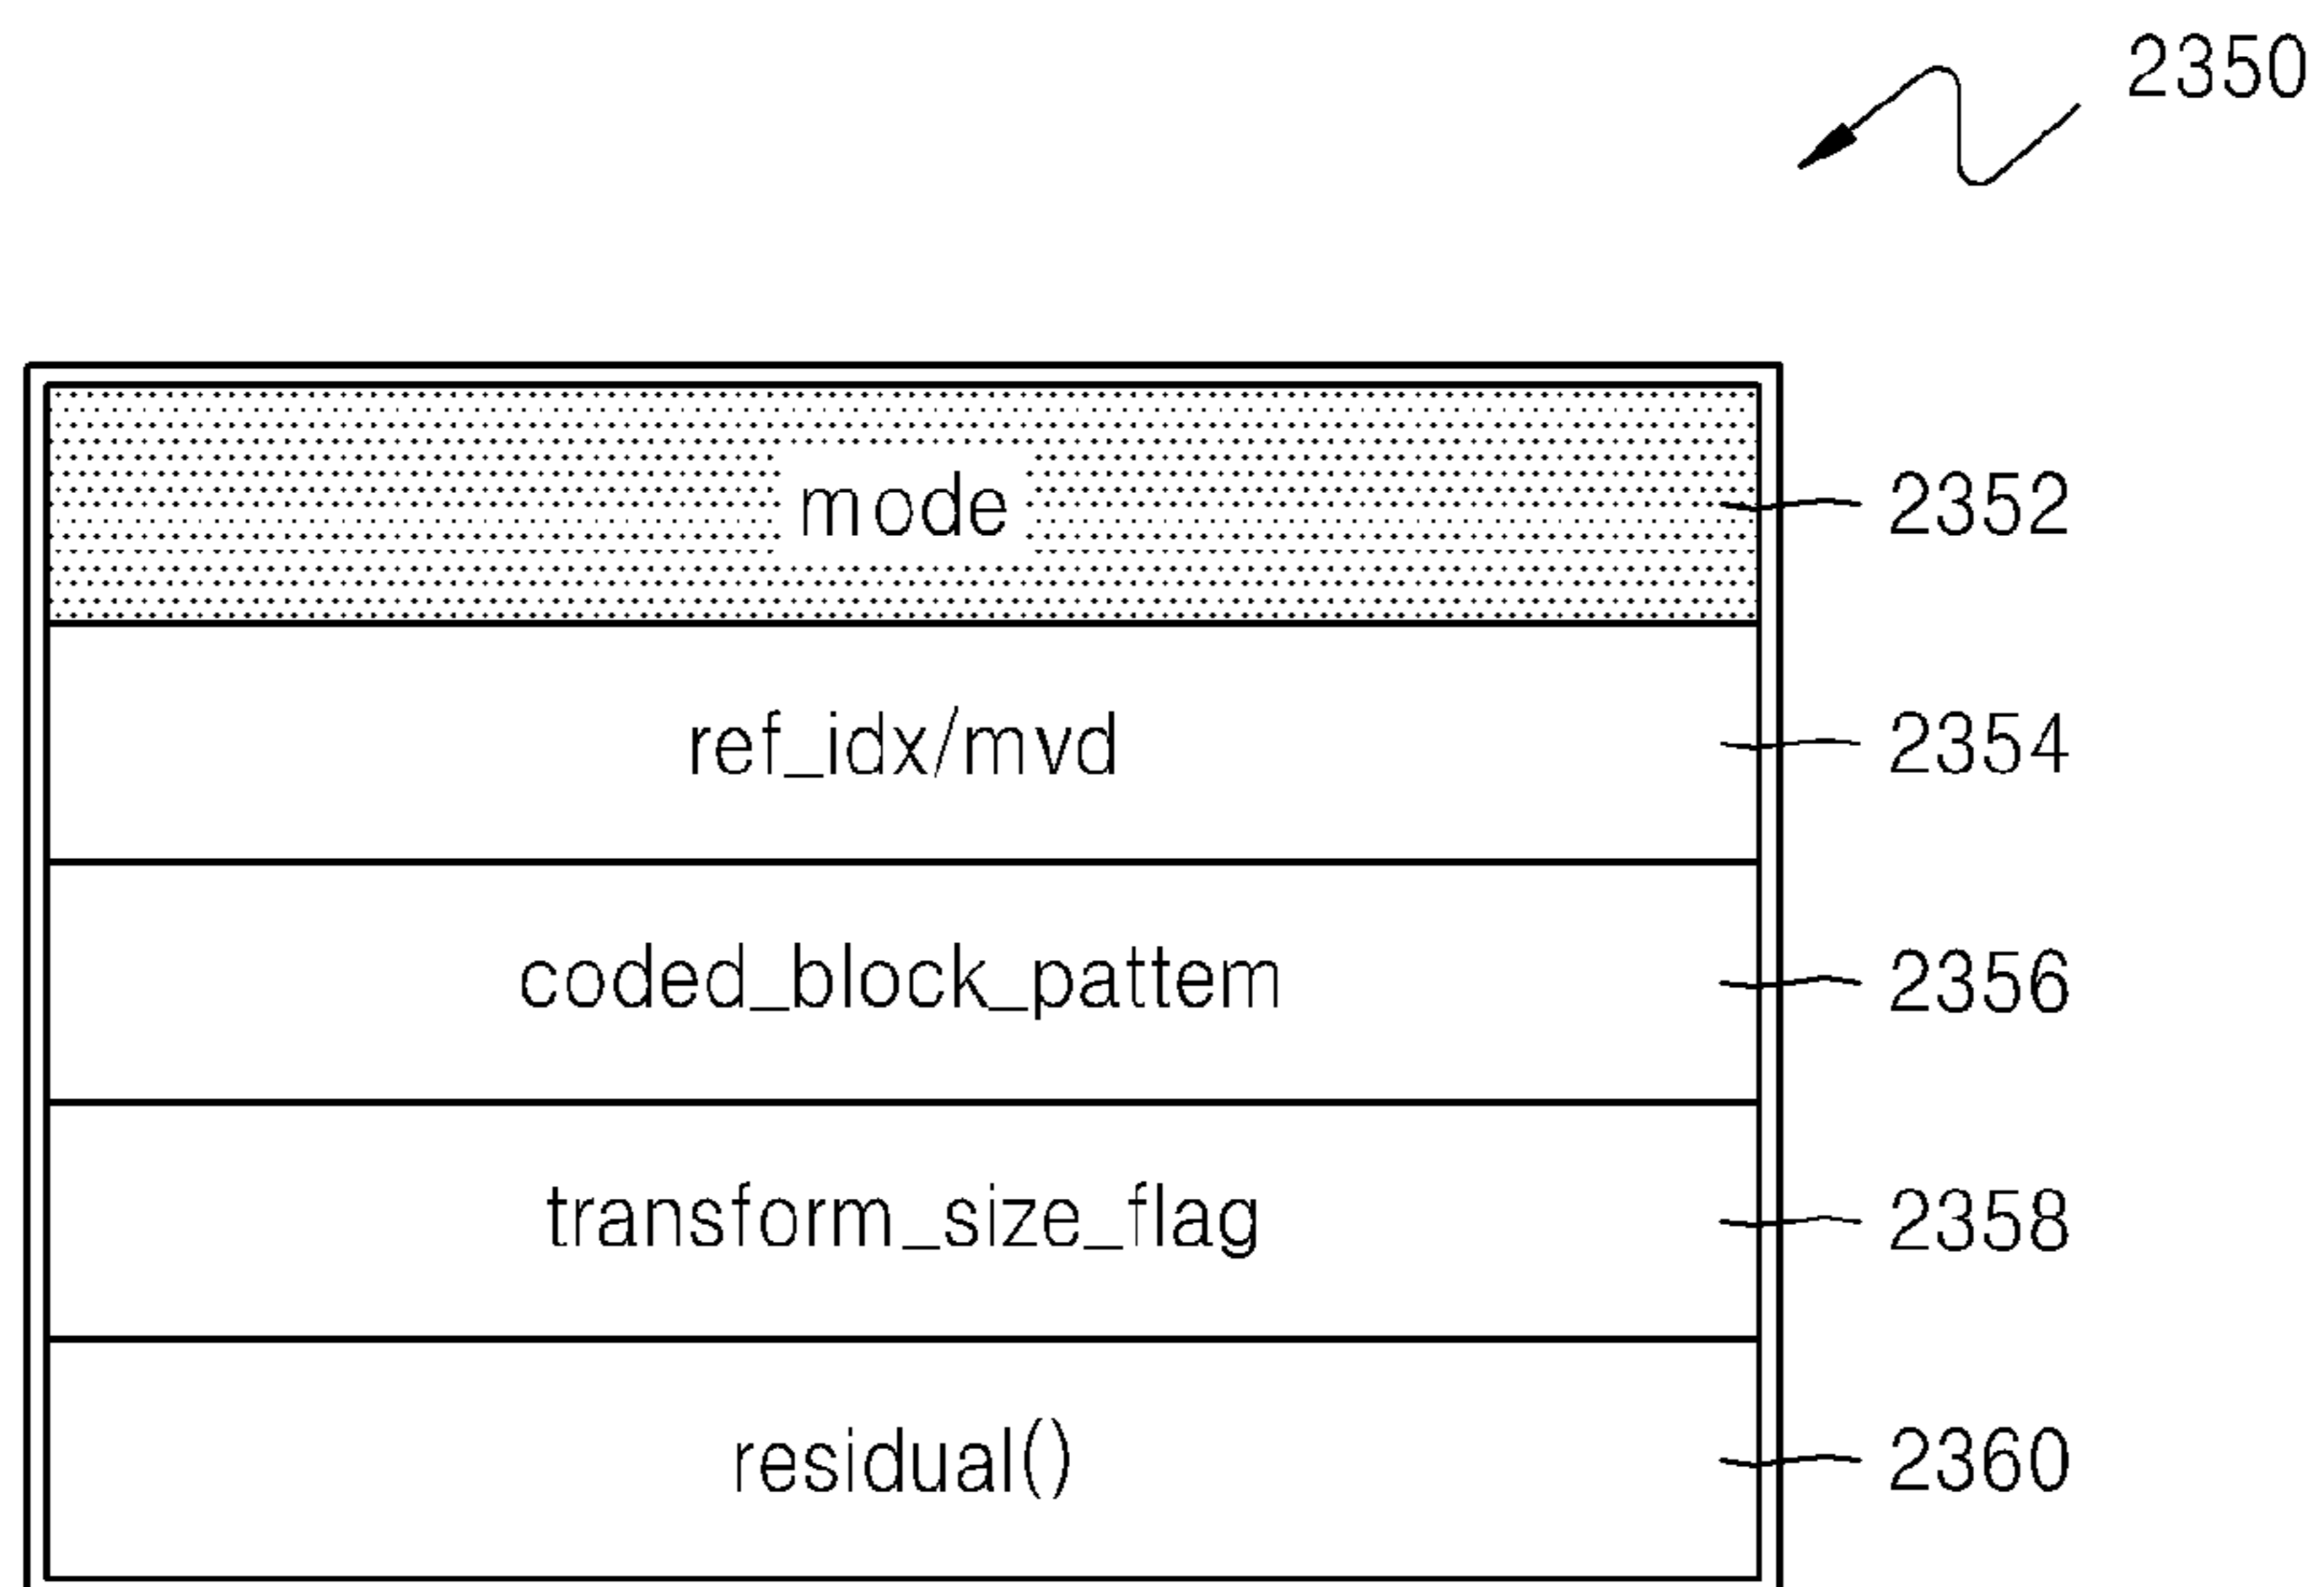 2350
mode 2352
ref_idx/mvd 2354
coded_block_pattem 2356
transform_size_flag 2358
residual() 2360